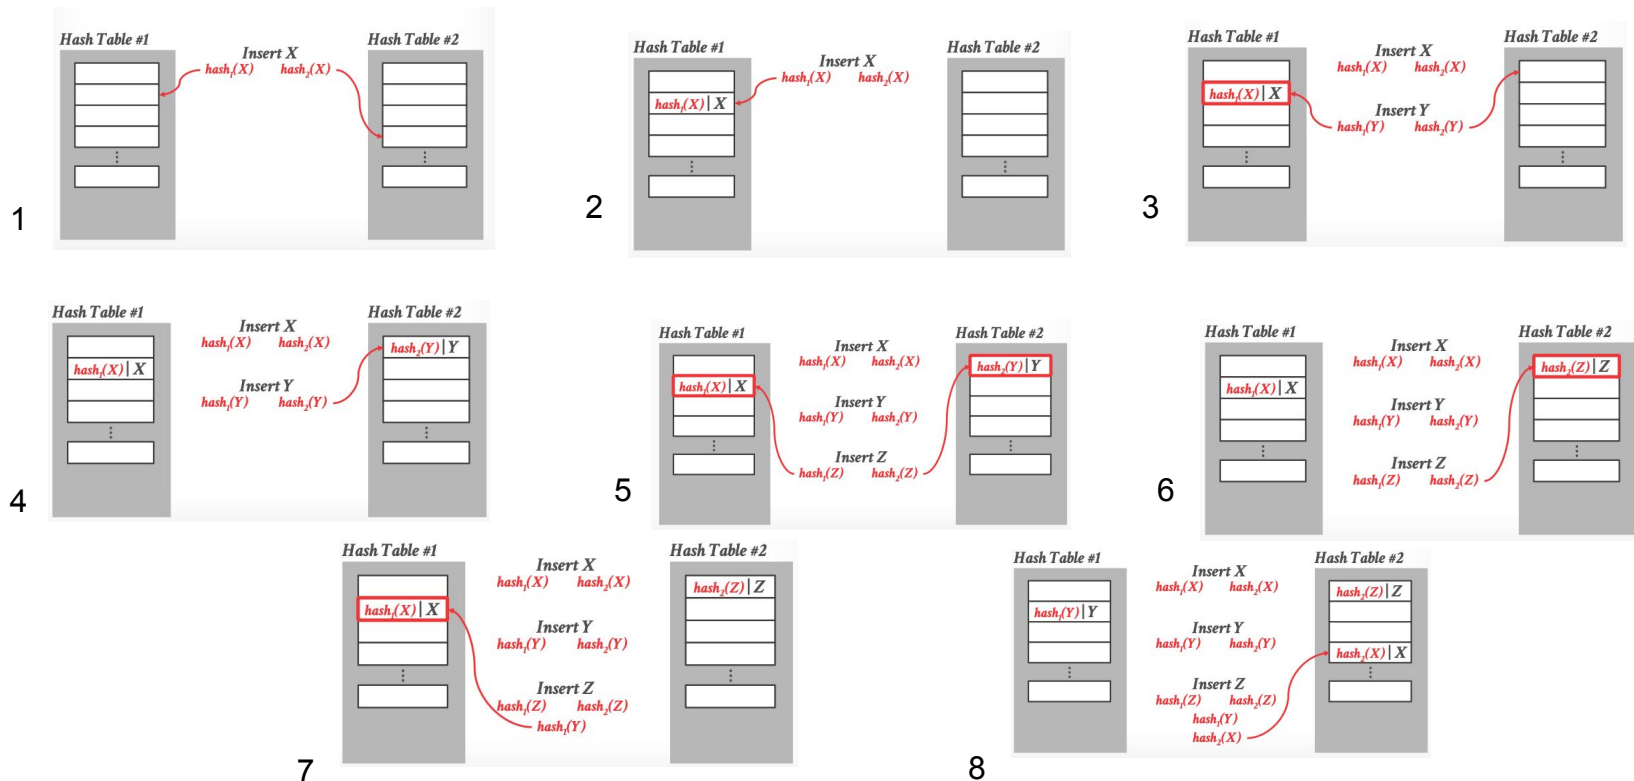 Hash Table #1
Insert X
hash1(X) hash2(X)
Hash Table #2
⋮
⋮
1
Hash Table #1
Insert X
hash1(X) hash2(X)
Hash Table #2
hash1(X) | X
⋮
⋮
2
Hash Table #1
Insert X
hash1(X) hash2(X)
Hash Table #2
hash1(X) | X
Insert Y
hash1(Y) hash2(Y)
⋮
⋮
3
Hash Table #1
Insert X
hash1(X) hash2(X)
Hash Table #2
hash2(Y) | Y
hash1(X) | X
Insert Y
hash1(Y) hash2(Y)
⋮
⋮
4
Hash Table #1
Insert X
hash1(X) hash2(X)
Hash Table #2
hash2(Y) | Y
hash1(X) | X
Insert Y
hash1(Y) hash2(Y)
⋮
⋮
Insert Z
hash1(Z) hash2(Z)
5
Hash Table #1
Insert X
hash1(X) hash2(X)
Hash Table #2
hash2(Z) | Z
hash1(X) | X
Insert Y
hash1(Y) hash2(Y)
⋮
⋮
Insert Z
hash1(Z) hash2(Z)
6
Hash Table #1
Insert X
hash1(X) hash2(X)
Hash Table #2
hash2(Z) | Z
hash1(X) | X
Insert Y
hash1(Y) hash2(Y)
⋮
⋮
Insert Z
hash1(Z) hash2(Z)
hash1(Y)
7
Hash Table #1
Insert X
hash1(X) hash2(X)
Hash Table #2
hash2(Z) | Z
hash1(Y) | Y
Insert Y
hash1(Y) hash2(Y)
hash2(X) | X
⋮
⋮
Insert Z
hash1(Z) hash2(Z)
hash1(Y)
hash2(X)
8